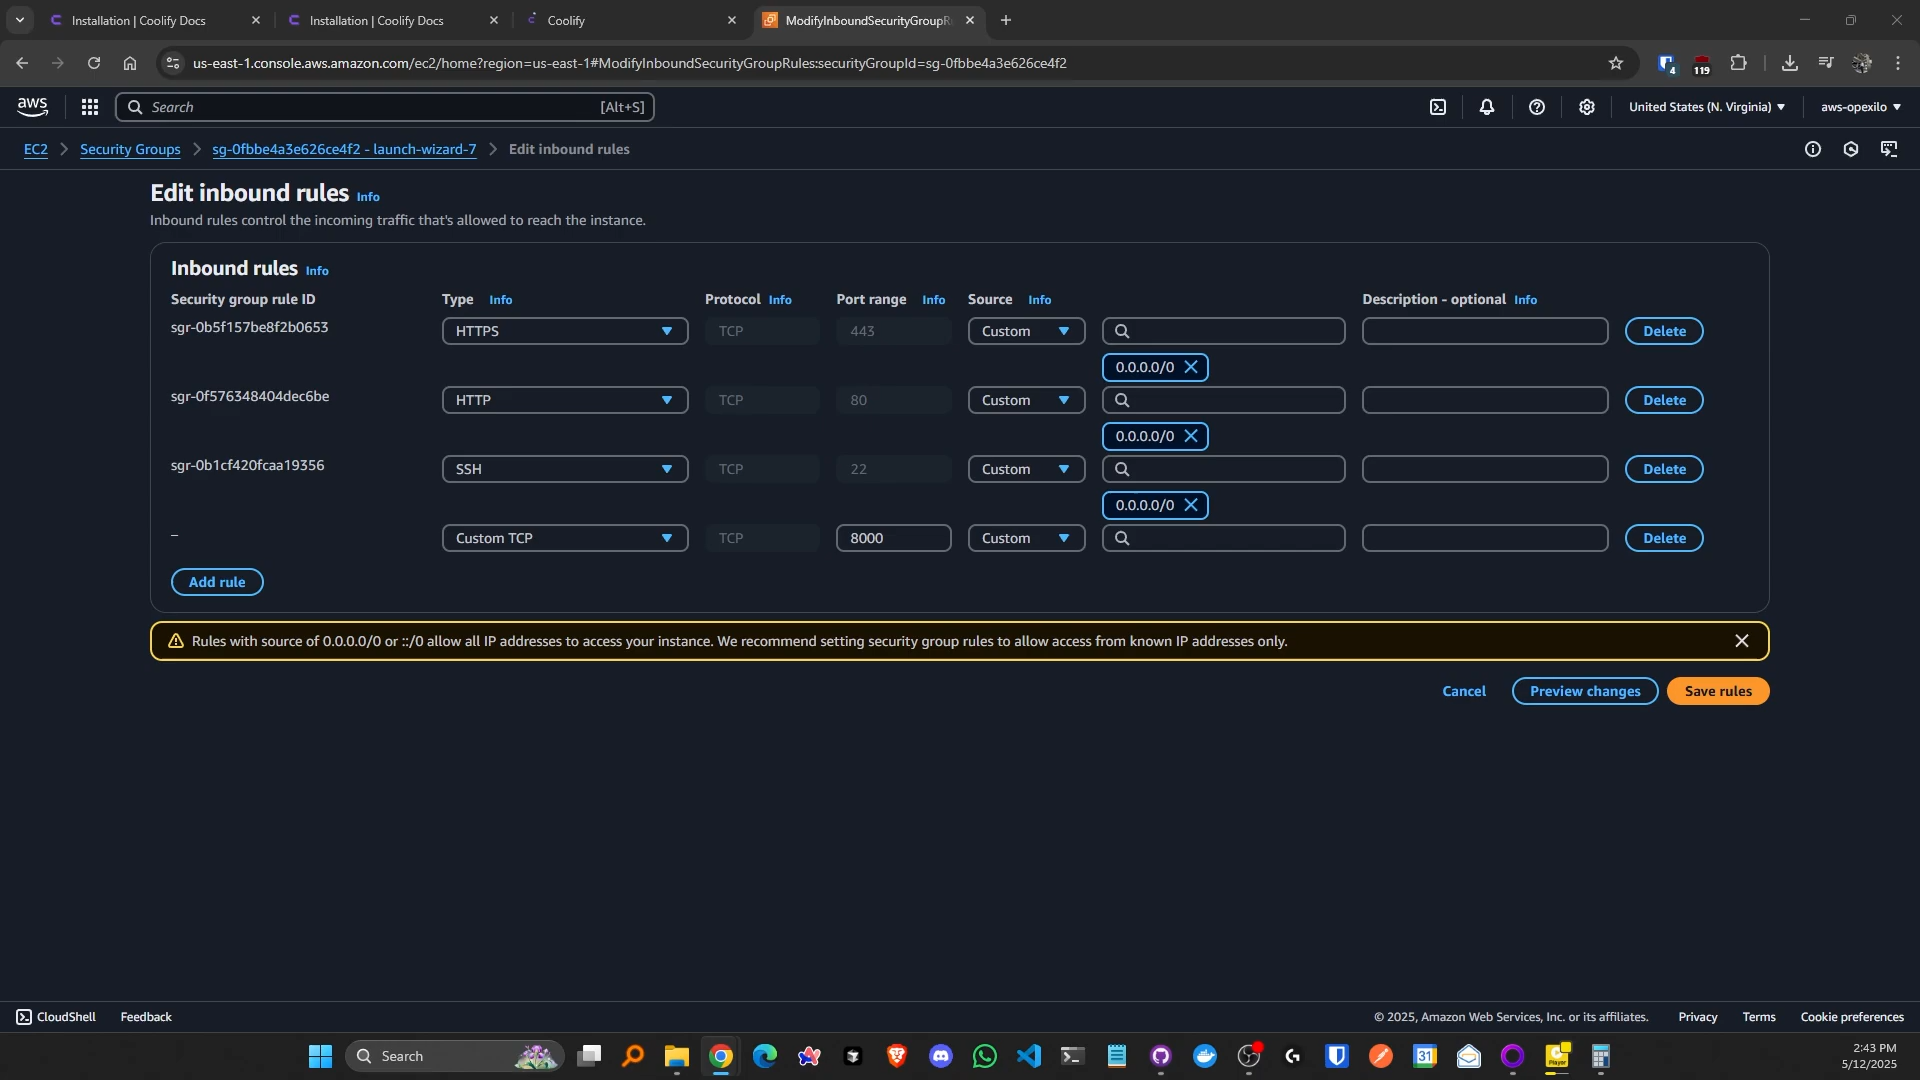 Installation | Coolify Docs
Installation | Coolify Docs
Coolify
ModifyInboundSecurityGroupR
us-east-1.console.aws.amazon.com/ec2/home?region=us-east-1#ModifyInboundSecurityGroupRules:securityGroupId=sg-0fbbe4a3e626ce4f2
4
119
aws
Search
[Alt+S]
United States (N. Virginia)
aws-opexilo
EC2 > Security Groups > sg-0fbbe4a3e626ce4f2 - launch-wizard-7 > Edit inbound rules
Edit inbound rules Info
Inbound rules control the incoming traffic that's allowed to reach the instance.
Inbound rules Info
Security group rule ID Type Info Protocol Info Port range Info Source Info Description - optional Info
sgr-0b5f157be8f2b0653 HTTPS TCP 443 Custom Delete
0.0.0.0/0
sgr-0f576348404dec6be HTTP TCP 80 Custom Delete
0.0.0.0/0
sgr-0b1cf420fcaa19356 SSH TCP 22 Custom Delete
0.0.0.0/0
– Custom TCP TCP 8000 Custom Delete
Add rule
Rules with source of 0.0.0.0/0 or ::/0 allow all IP addresses to access your instance. We recommend setting security group rules to allow access from known IP addresses only.
Cancel Preview changes Save rules
CloudShell Feedback © 2025, Amazon Web Services, Inc. or its affiliates. Privacy Terms Cookie preferences
Search
31
Player
2:43 PM
5/12/2025